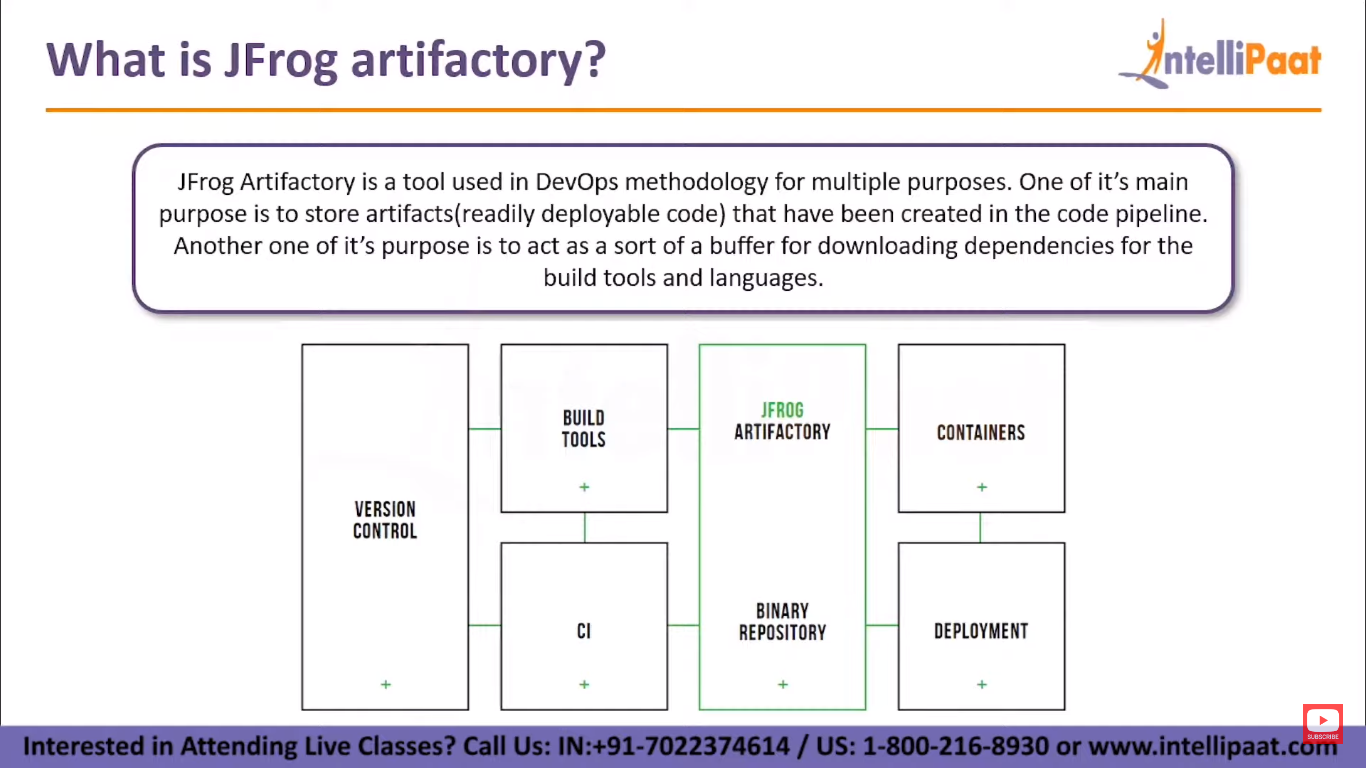 What is JFrog artifactory?
IntelliPaat
JFrog Artifactory is a tool used in DevOps methodology for multiple purposes. One of it's main
purpose is to store artifacts(readily deployable code) that have been created in the code pipeline.
Another one of it's purpose is to act as a sort of a buffer for downloading dependencies for the
build tools and languages.
VERSION
CONTROL
+
BUILD
TOOLS
+
CI
+
JFROG
ARTIFACTORY
BINARY
REPOSITORY
+
CONTAINERS
+
DEPLOYMENT
+
SUBSCRIBE
Interested in Attending Live Classes? Call Us: IN:+91-7022374614 / US: 1-800-216-8930 or www.intellipaat.com